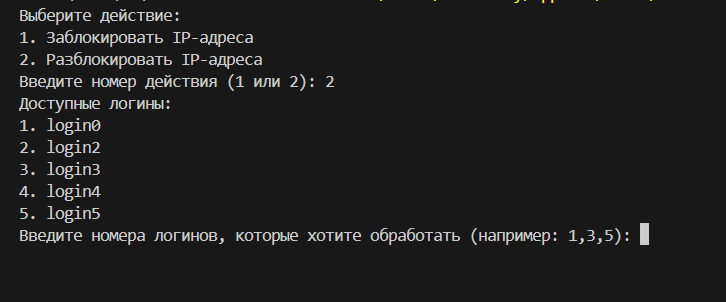 Выберите действие:
1. Заблокировать IP-адреса
2. Разблокировать IP-адреса
Введите номер действия (1 или 2): 2
Доступные логины:
1. login0
2. login2
3. login3
4. login4
5. login5
Введите номера логинов, которые хотите обработать (например: 1,3,5):